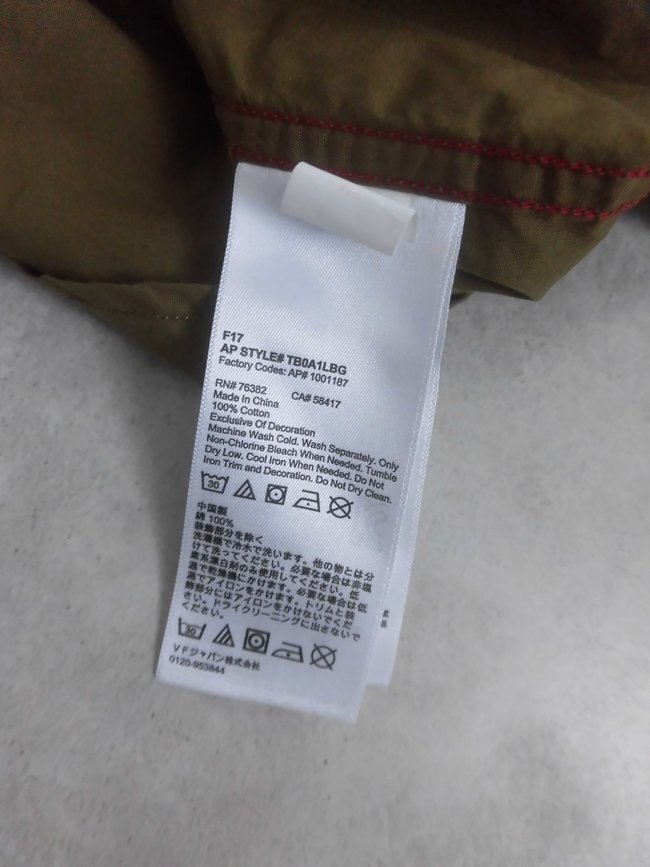 F17
AP STYLE# TB0A1LBG
Factory Codes: AP# 1001187
RN# 76382 CA# 58417
Made In China
100% Cotton
Exclusive Of Decoration
Machine Wash Cold. Wash Separately. Only
Non-Chlorine Bleach When Needed. Tumble
Dry Low. Cool Iron When Needed. Do Not
Iron Trim and Decoration. Do Not Dry Clean.
30
中国製
綿 100%
装飾部分を除く
洗濯機で冷水で洗います。他の物とは分
けて洗ってください。必要な場合は非塩
素系漂白剤のみ使用してください。低
温で乾燥機にかけます。必要な場合は低
温でアイロンをかけます。トリムと装
飾部分にはアイロンをかけないでくだ
さい。ドライクリーニングに出さないで
ください。
30
VFジャパン株式会社
0120-953844